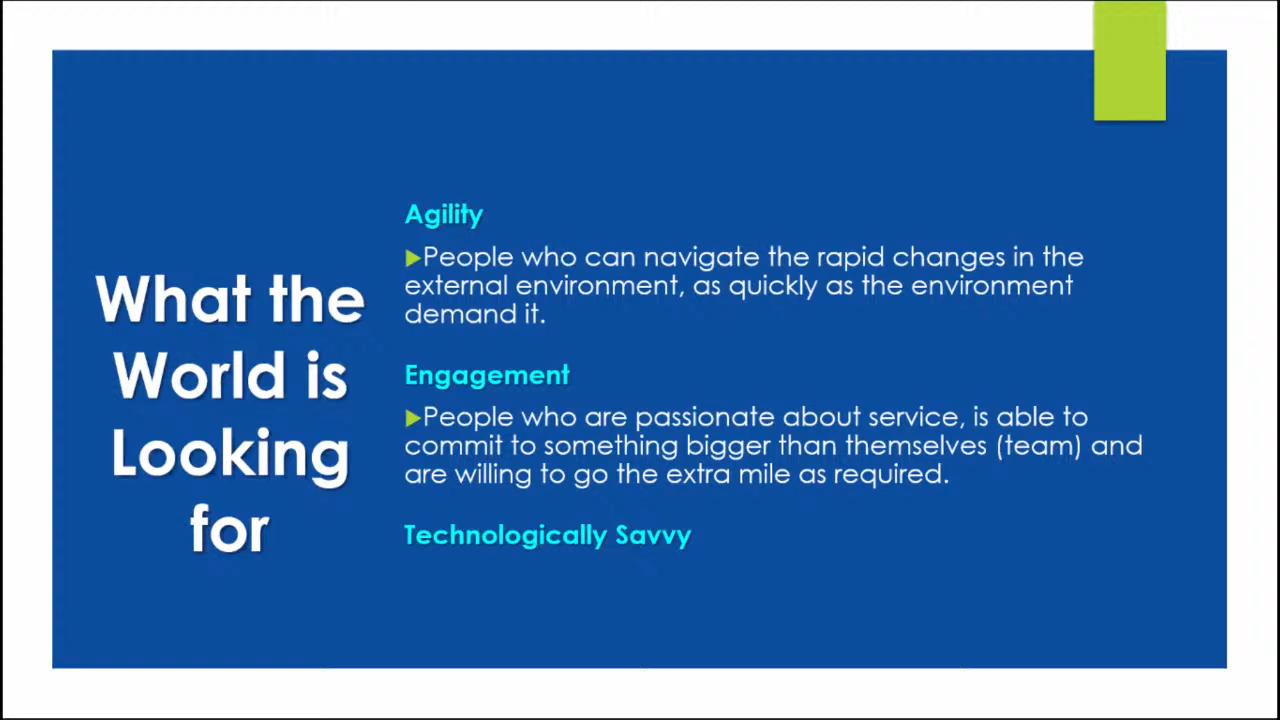 What the
World is
Looking
for
Agility
People who can navigate the rapid changes in the
external environment, as quickly as the environment
demand it.
Engagement
People who are passionate about service, is able to
commit to something bigger than themselves (team) and
are willing to go the extra mile as required.
Technologically Savvy